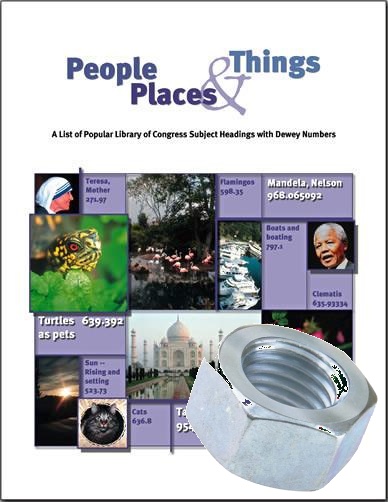 People
Places
&
Things
A List of Popular Library of Congress Subject Headings with Dewey Numbers
Teresa,
Mother
271.97
Flamingos
598.35
Mandela, Nelson
968.065092
Boats and
boating
797.1
Clematis
635-93334
Turtles 639.392
as pets
Sun --
Rising and
setting
523.73
Cats
636.8